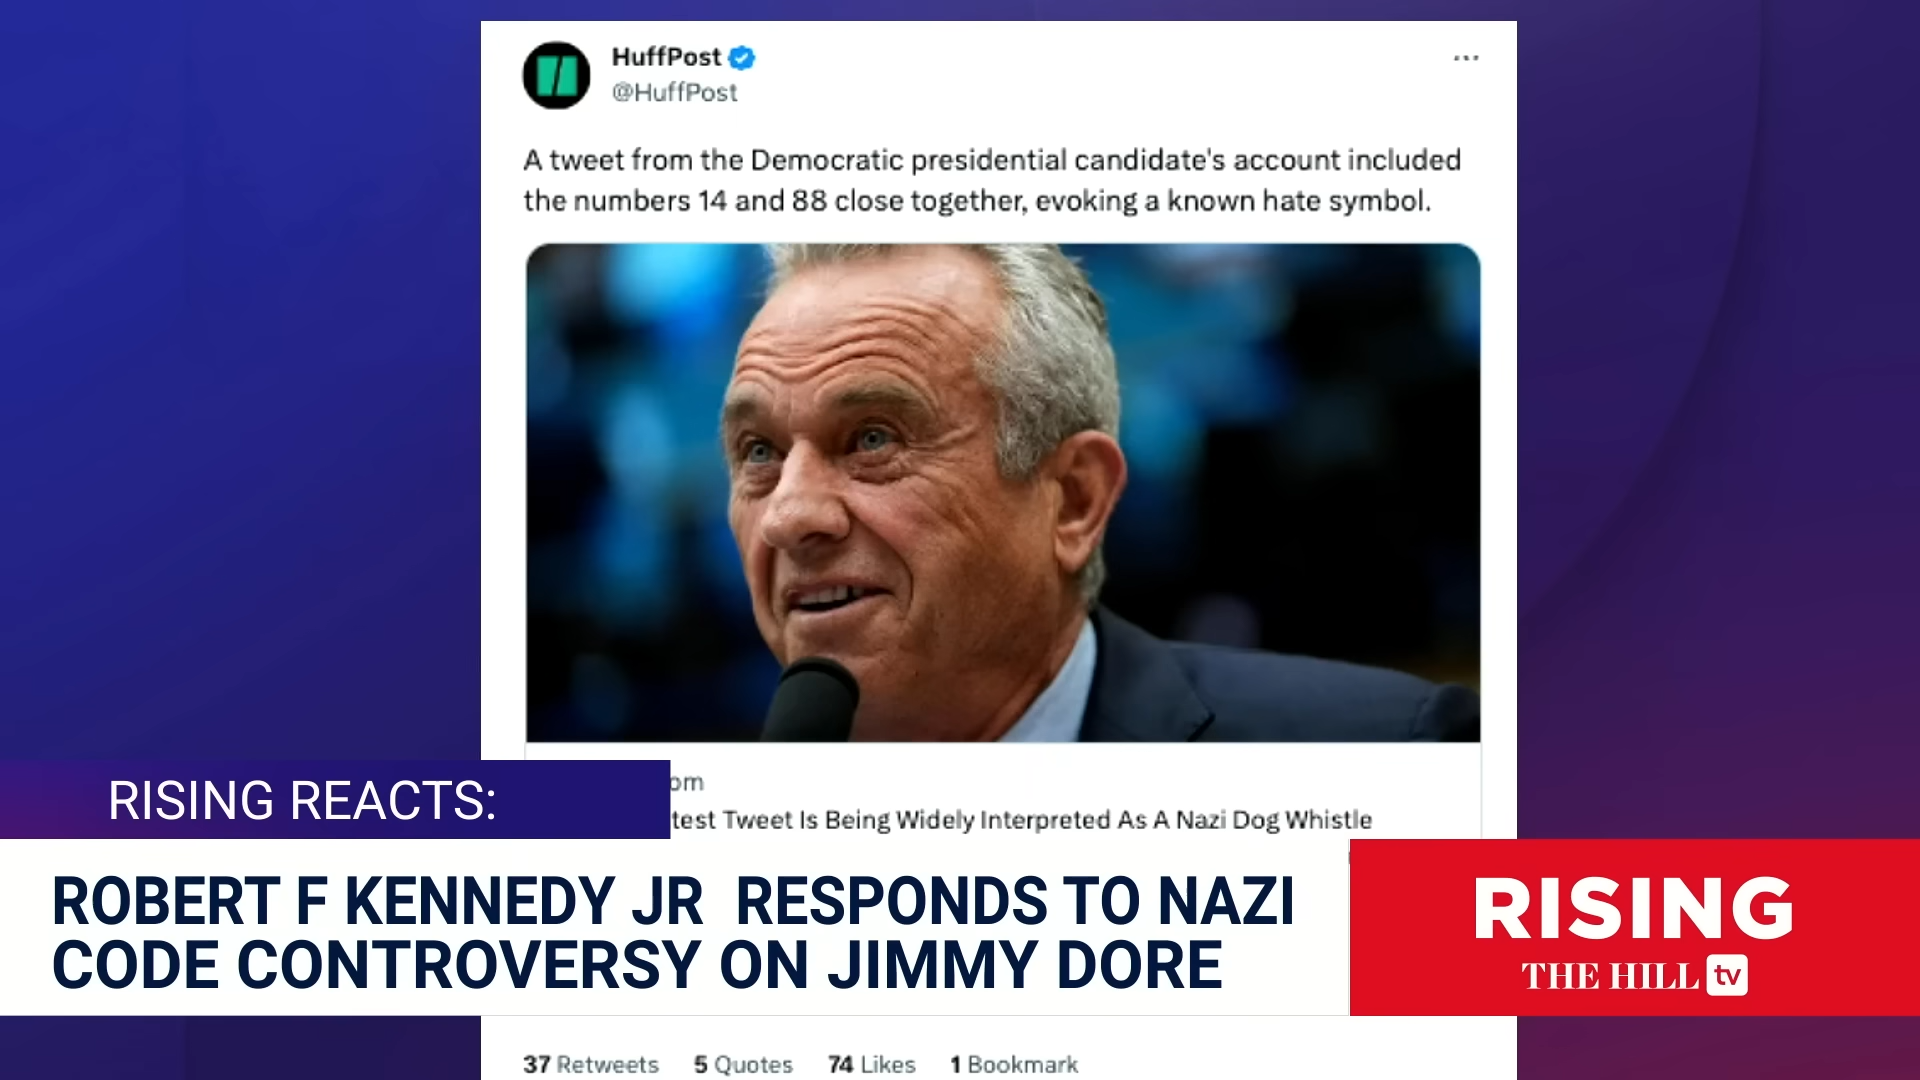 HuffPost
@HuffPost
A tweet from the Democratic presidential candidate's account included
the numbers 14 and 88 close together, evoking a known hate symbol.
RISING REACTS:
test Tweet Is Being Widely Interpreted As A Nazi Dog Whistle
ROBERT F KENNEDY JR RESPONDS TO NAZI
CODE CONTROVERSY ON JIMMY DORE
RISING
THE HILL tv
37 Retweets 5 Quotes 74 Likes 1 Bookmark